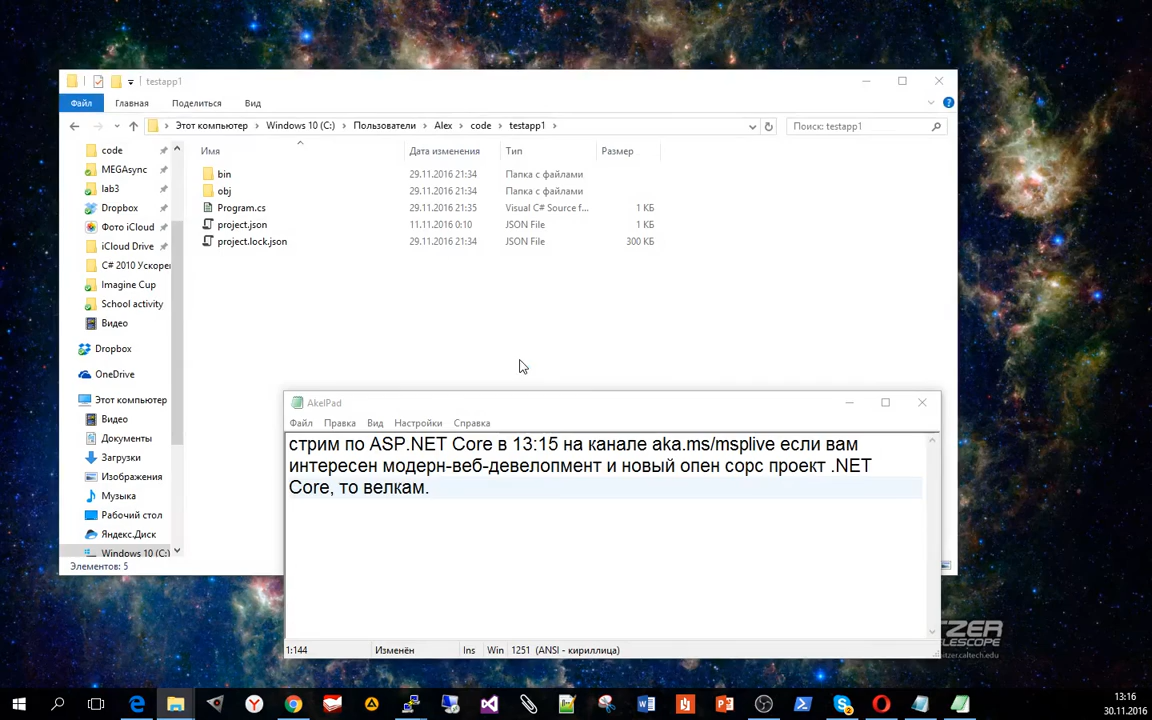 testapp1
Файл Главная Поделиться Вид
Этот компьютер Windows 10 (C:) Пользователи Alex code testapp1
Поиск: testapp1
Имя Дата изменения Тип Размер
code
MEGAsync
lab3
Dropbox
Фото iCloud
iCloud Drive
C# 2010 Ускоре
Imagine Cup
School activity
Видео
Dropbox
OneDrive
Этот компьютер
Видео
Документы
Загрузки
Изображения
Музыка
Рабочий стол
Яндекс.Диск
Windows 10 (C:)
bin 29.11.2016 21:34 Папка с файлами
obj 29.11.2016 21:34 Папка с файлами
Program.cs 29.11.2016 21:35 Visual C# Source f... 1 КБ
project.json 11.11.2016 0:10 JSON File 1 КБ
project.lock.json 29.11.2016 21:34 JSON File 300 КБ
Элементов: 5
AkelPad
Файл Правка Вид Настройки Справка
стрим по ASP.NET Core в 13:15 на канале aka.ms/msplive если вам
интересен модерн-веб-девелопмент и новый опен сорс проект .NET
Core, то велкам.
1:144 Изменён Ins Win 1251 (ANSI - кириллица)
13:16
30.11.2016